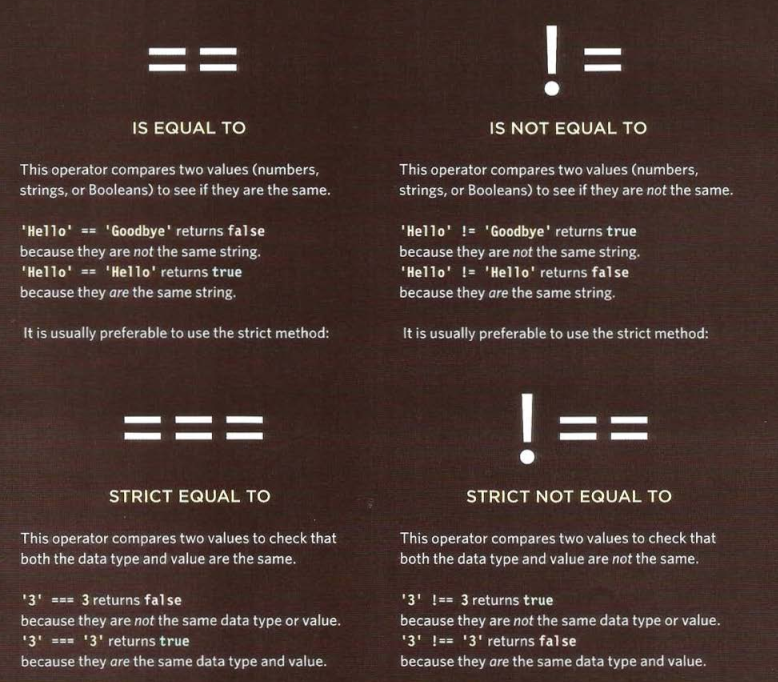 ==
IS EQUAL TO
This operator compares two values (numbers,
strings, or Booleans) to see if they are the same.
'Hello' == 'Goodbye' returns false
because they are not the same string.
'Hello' == 'Hello' returns true
because they are the same string.
It is usually preferable to use the strict method:
!=
IS NOT EQUAL TO
This operator compares two values (numbers,
strings, or Booleans) to see if they are not the same.
'Hello' != 'Goodbye' returns true
because they are not the same string.
'Hello' != 'Hello' returns false
because they are the same string.
It is usually preferable to use the strict method:
===
STRICT EQUAL TO
This operator compares two values to check that
both the data type and value are the same.
'3' === 3 returns false
because they are not the same data type or value.
'3' === '3' returns true
because they are the same data type and value.
!==
STRICT NOT EQUAL TO
This operator compares two values to check that
both the data type and value are not the same.
'3' !== 3 returns true
because they are not the same data type or value.
'3' !== '3' returns false
because they are the same data type and value.